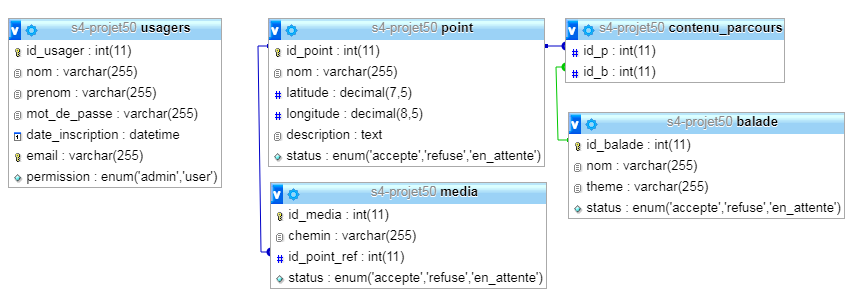 s4-projet50 usagers
id_usager : int(11)
nom : varchar(255)
prenom : varchar(255)
mot_de_passe : varchar(255)
date_inscription : datetime
email : varchar(255)
permission : enum('admin','user')
s4-projet50 point
id_point : int(11)
nom : varchar(255)
latitude : decimal(7,5)
longitude : decimal(8,5)
description : text
status : enum('accepte','refuse','en_attente')
s4-projet50 media
id_media : int(11)
chemin : varchar(255)
id_point_ref : int(11)
status : enum('accepte','refuse','en_attente')
s4-projet50 contenu_parcours
id_p : int(11)
id_b : int(11)
s4-projet50 balade
id_balade : int(11)
nom : varchar(255)
theme : varchar(255)
status : enum('accepte','refuse','en_attente')